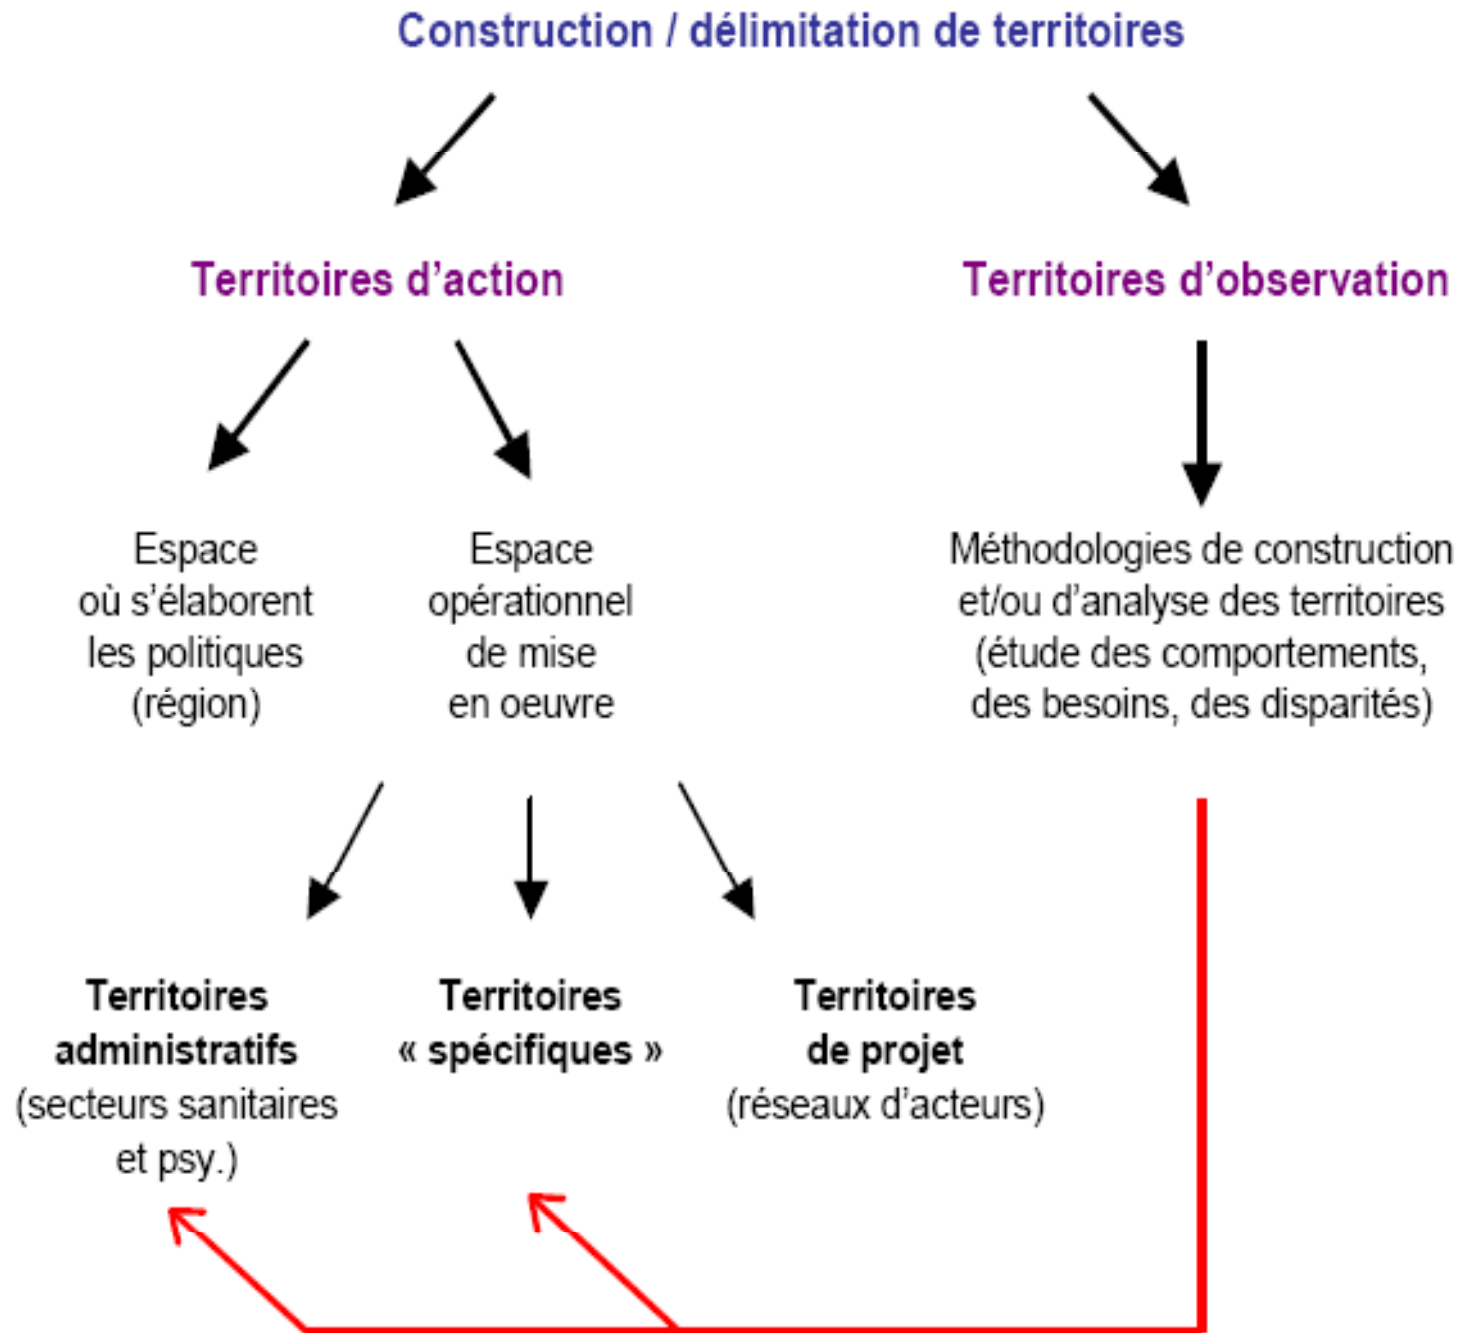 Construction / délimitation de territoires
Territoires d’action
Territoires d’observation
Espace
où s’élaborent
les politiques
(région)
Espace
opérationnel
de mise
en oeuvre
Méthodologies de construction
et/ou d’analyse des territoires
(étude des comportements,
des besoins, des disparités)
Territoires
administratifs
(secteurs sanitaires
et psy.)
Territoires
« spécifiques »
Territoires
de projet
(réseaux d’acteurs)